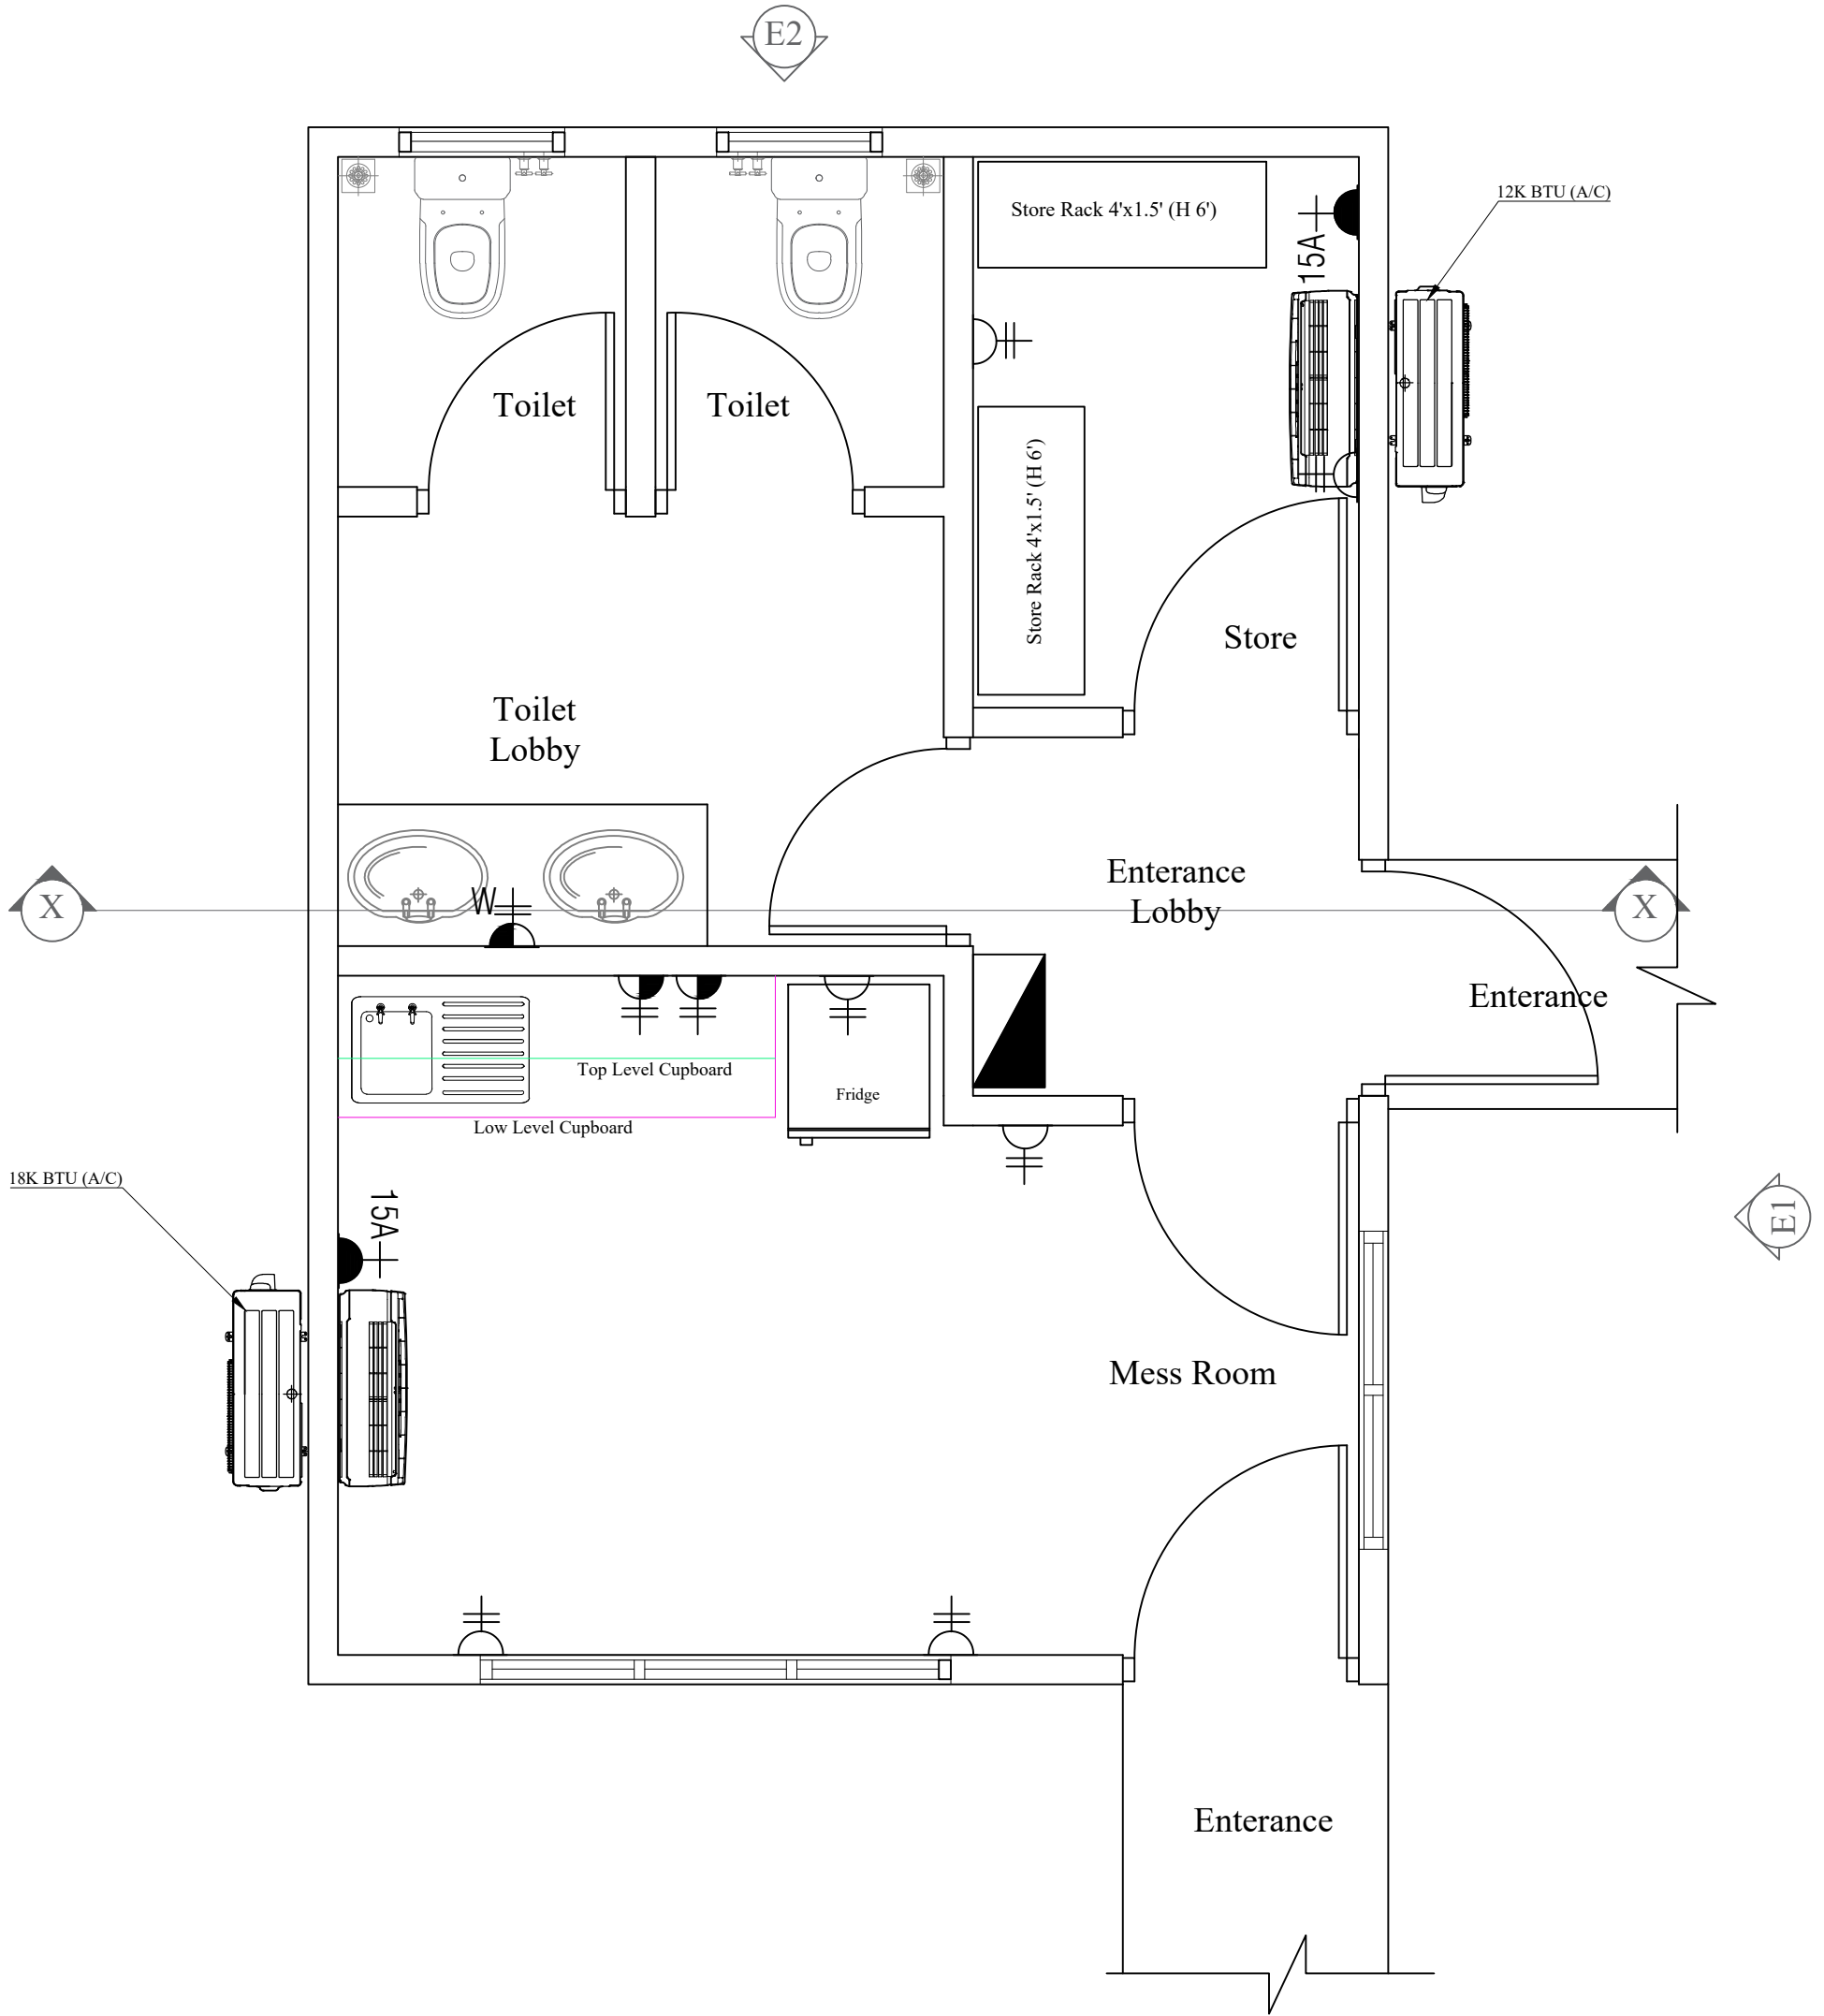 E2
12K BTU (A/C)
Store Rack 4'x1.5' (H 6')
15A
Toilet
Toilet
Store Rack 4'x1.5' (H 6')
Store
Toilet
Lobby
Enterance
Lobby
W
X
X
Enterance
Top Level Cupboard
Fridge
Low Level Cupboard
18K BTU (A/C)
15A
E1
Mess Room
Enterance